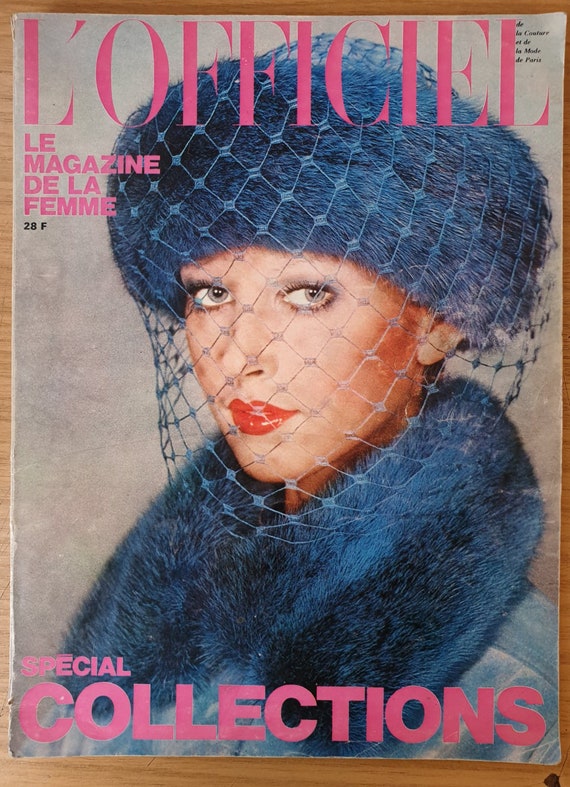 L'OFFICIEL
de
la Couture
et de
la Mode
de Paris
LE
MAGAZINE
DE LA
FEMME
28 F
SPÉCIAL
COLLECTIONS